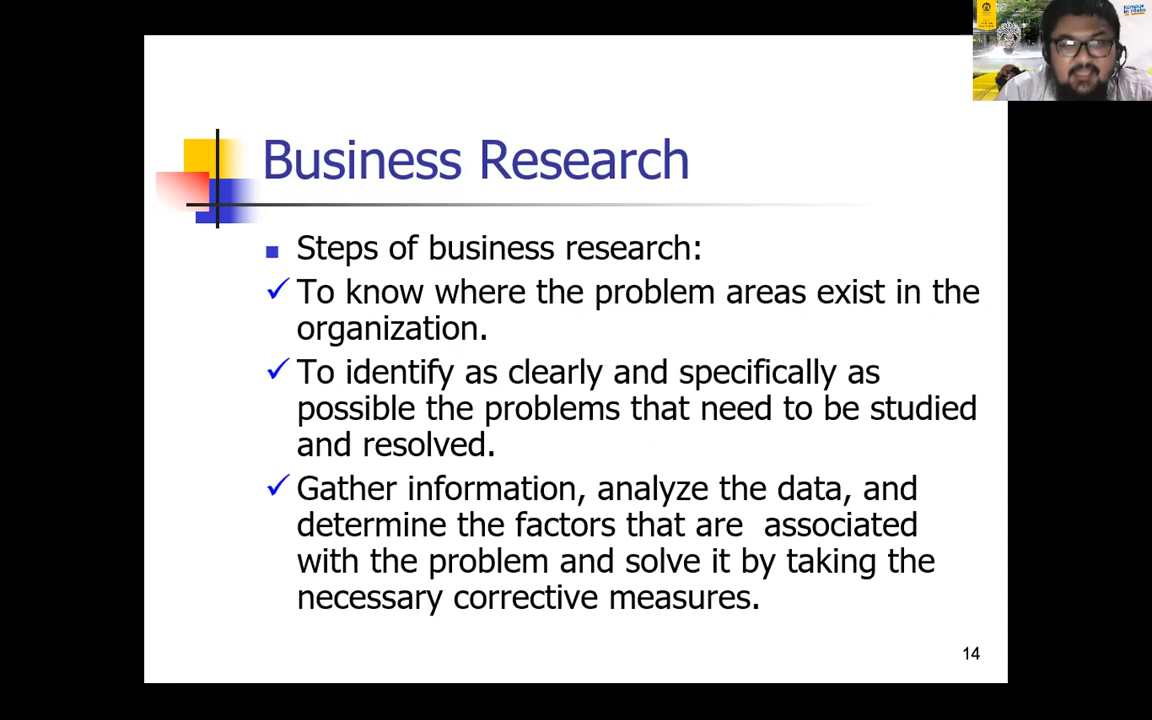 Business Research
Steps of business research:
To know where the problem areas exist in the
organization.
To identify as clearly and specifically as
possible the problems that need to be studied
and resolved.
Gather information, analyze the data, and
determine the factors that are  associated
with the problem and solve it by taking the
necessary corrective measures.
14